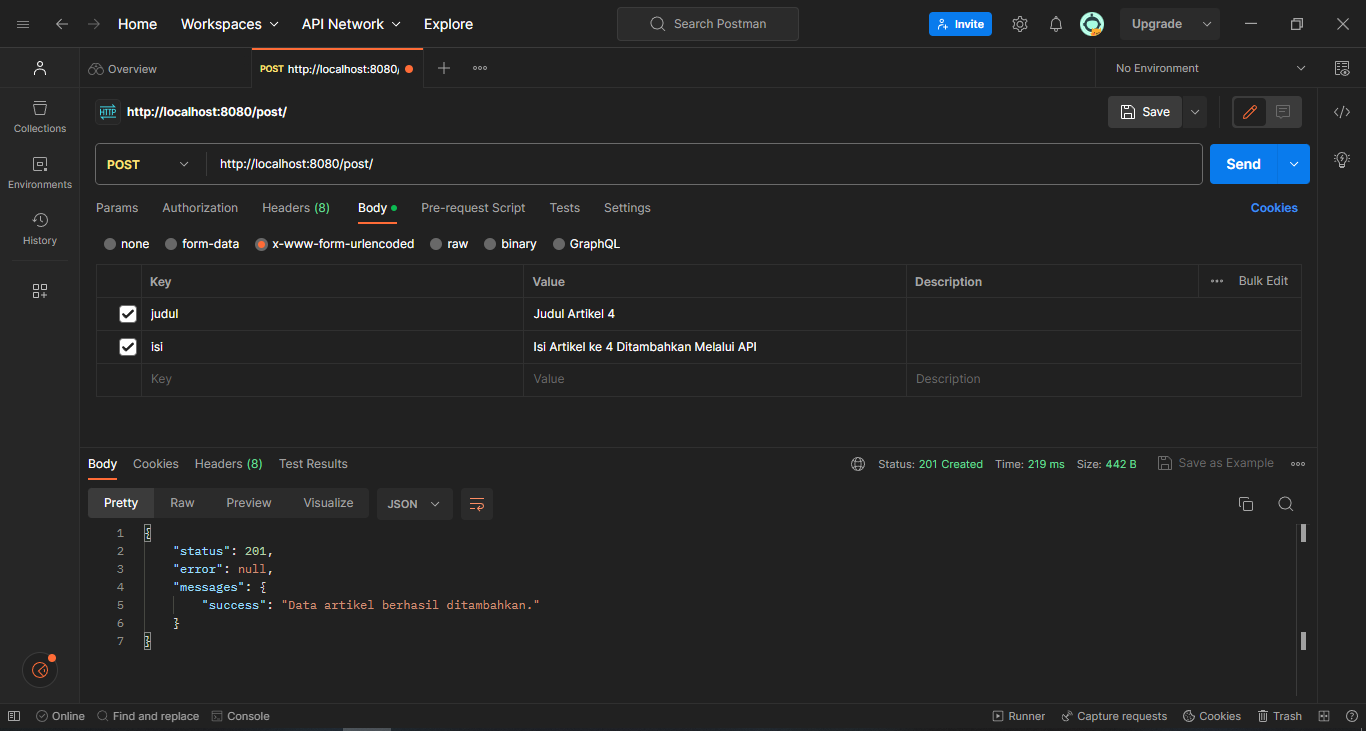 Home Workspaces API Network Explore Search Postman Invite Upgrade
Overview POST http://localhost:8080/ No Environment
HTTP http://localhost:8080/post/ Save
Collections
POST http://localhost:8080/post/ Send
Environments
Params Authorization Headers (8) Body Pre-request Script Tests Settings Cookies
History
none form-data x-www-form-urlencoded raw binary GraphQL
Key Value Description Bulk Edit
judul Judul Artikel 4
isi Isi Artikel ke 4 Ditambahkan Melalui API
Key Value Description
Body Cookies Headers (8) Test Results Status: 201 Created Time: 219 ms Size: 442 B Save as Example
Pretty Raw Preview Visualize JSON
1 {
2 "status": 201,
3 "error": null,
4 "messages": {
5 "success": "Data artikel berhasil ditambahkan."
6 }
7 }
Online Find and replace Console Runner Capture requests Cookies Trash